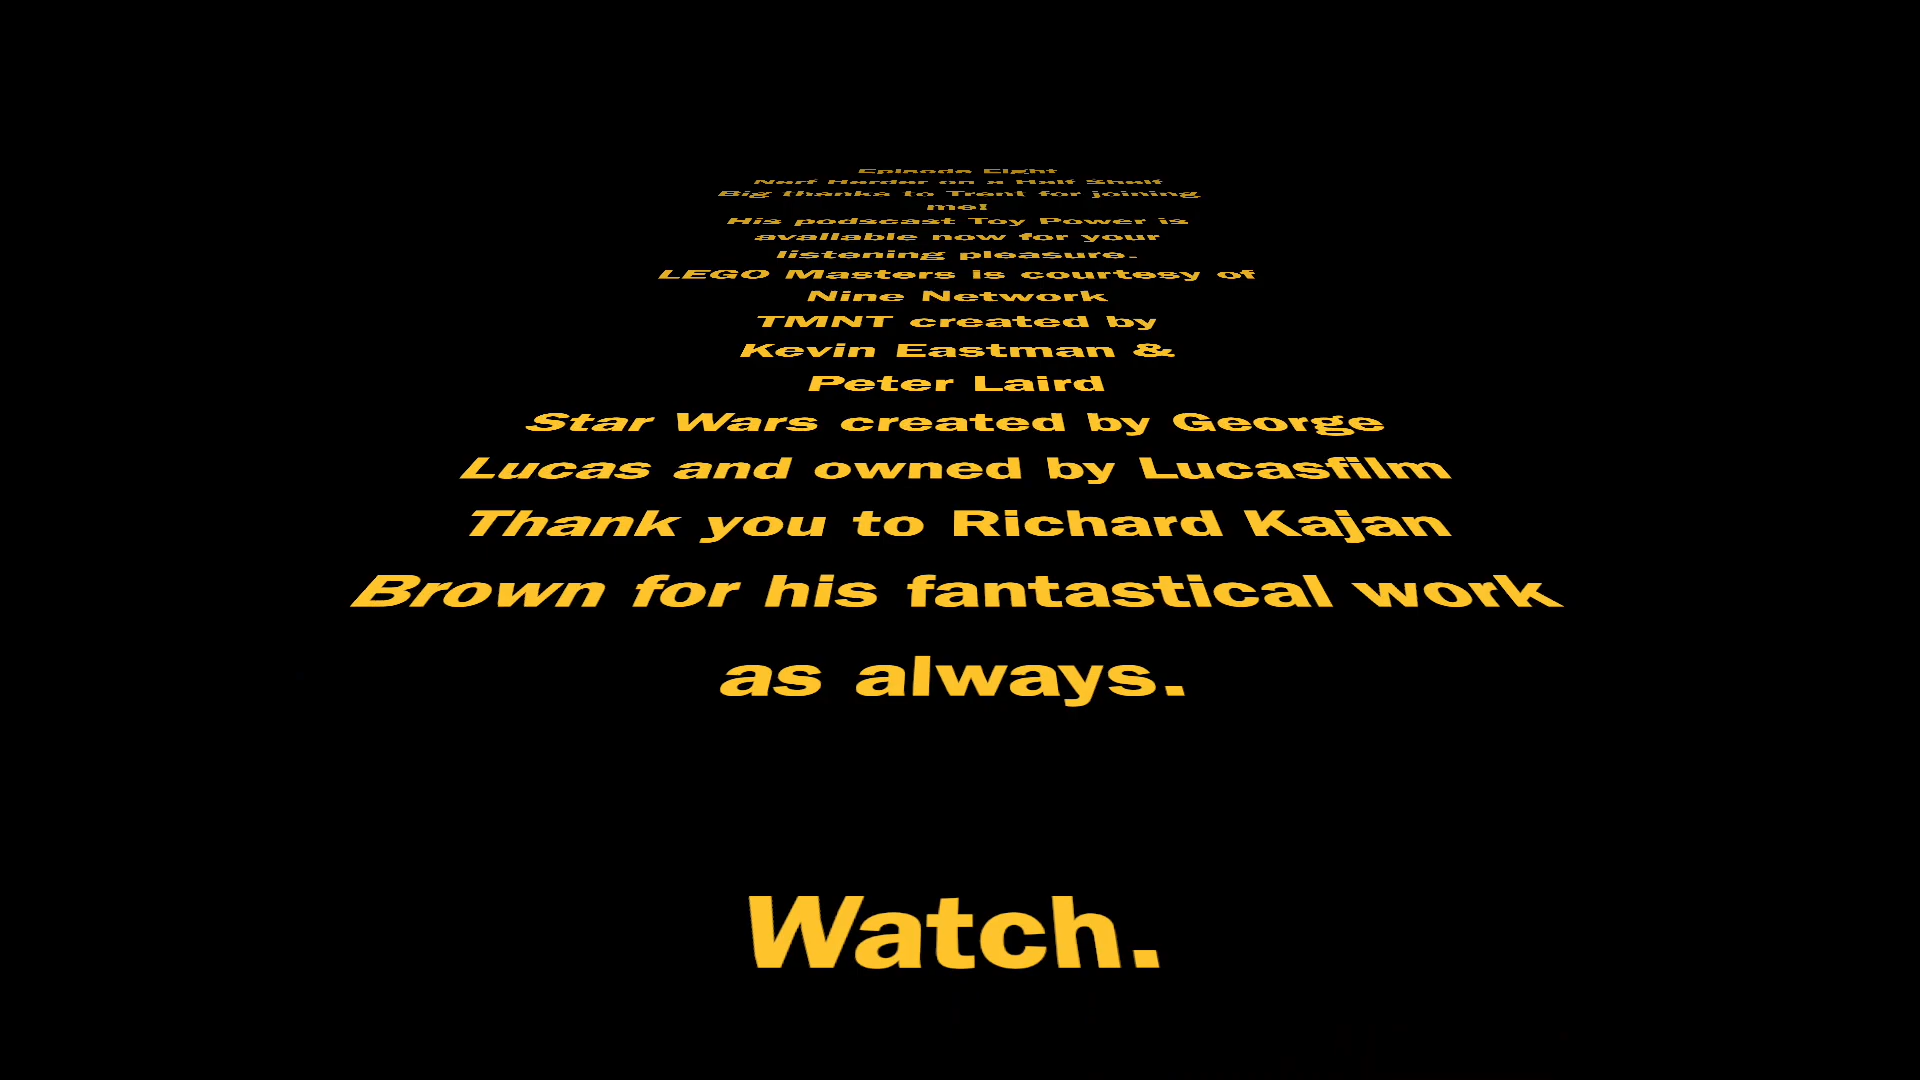 Episode Eight
Nerf Herder on a Half Shelf
Big thanks to Trent for joining
me!
His podscast Toy Power is
available now for your
listening pleasure.
LEGO Masters is courtesy of
Nine Network
TMNT created by
Kevin Eastman &
Peter Laird
Star Wars created by George
Lucas and owned by Lucasfilm
Thank you to Richard Kajan
Brown for his fantastical work
as always.
Watch.